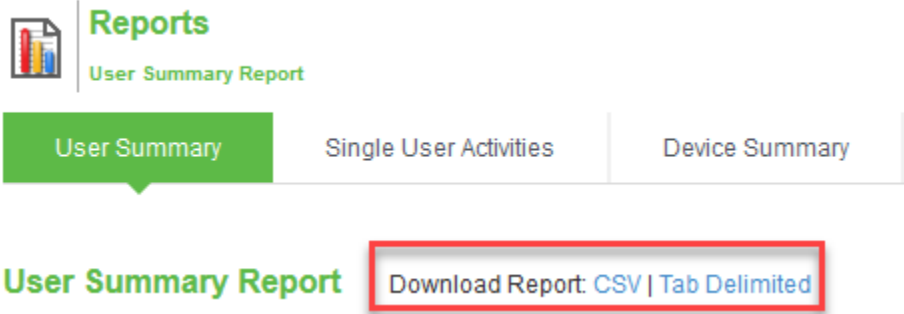 Reports
User Summary Report
User Summary
Single User Activities
Device Summary
User Summary Report
Download Report: CSV | Tab Delimited